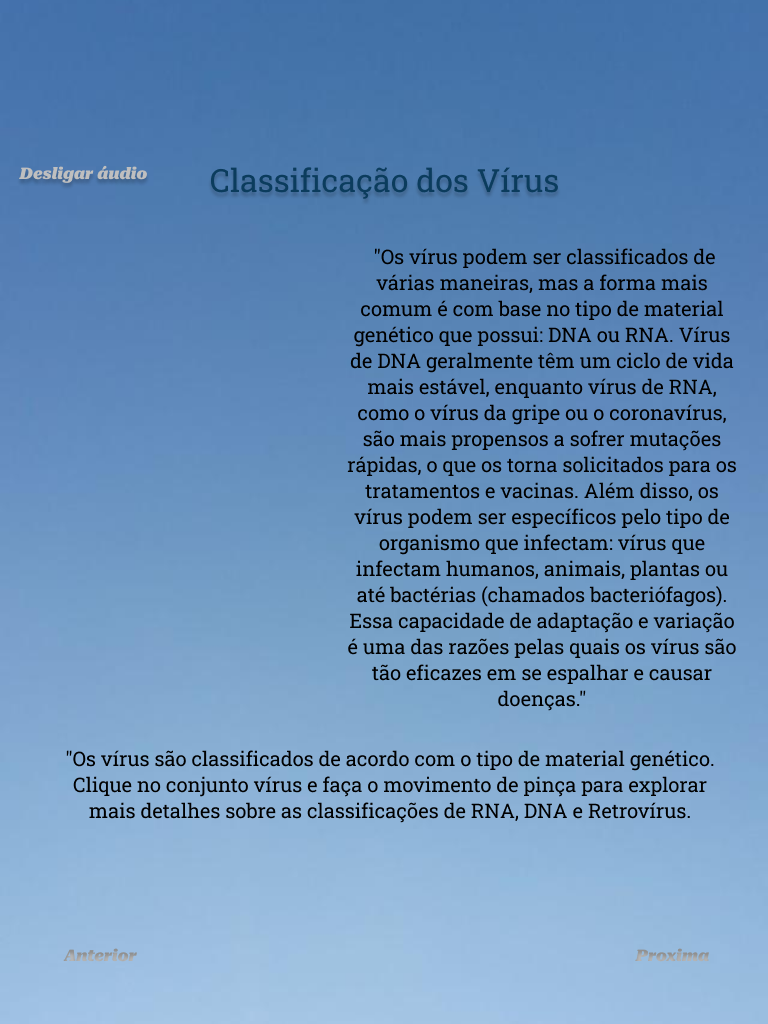 Desligar áudio
Classificação dos Vírus
"Os vírus podem ser classificados de
várias maneiras, mas a forma mais
comum é com base no tipo de material
genético que possui: DNA ou RNA. Vírus
de DNA geralmente têm um ciclo de vida
mais estável, enquanto vírus de RNA,
como o vírus da gripe ou o coronavírus,
são mais propensos a sofrer mutações
rápidas, o que os torna solicitados para os
tratamentos e vacinas. Além disso, os
vírus podem ser específicos pelo tipo de
organismo que infectam: vírus que
infectam humanos, animais, plantas ou
até bactérias (chamados bacteriófagos).
Essa capacidade de adaptação e variação
é uma das razões pelas quais os vírus são
tão eficazes em se espalhar e causar
doenças."
"Os vírus são classificados de acordo com o tipo de material genético.
Clique no conjunto vírus e faça o movimento de pinça para explorar
mais detalhes sobre as classificações de RNA, DNA e Retrovírus.
Anterior
Proxima